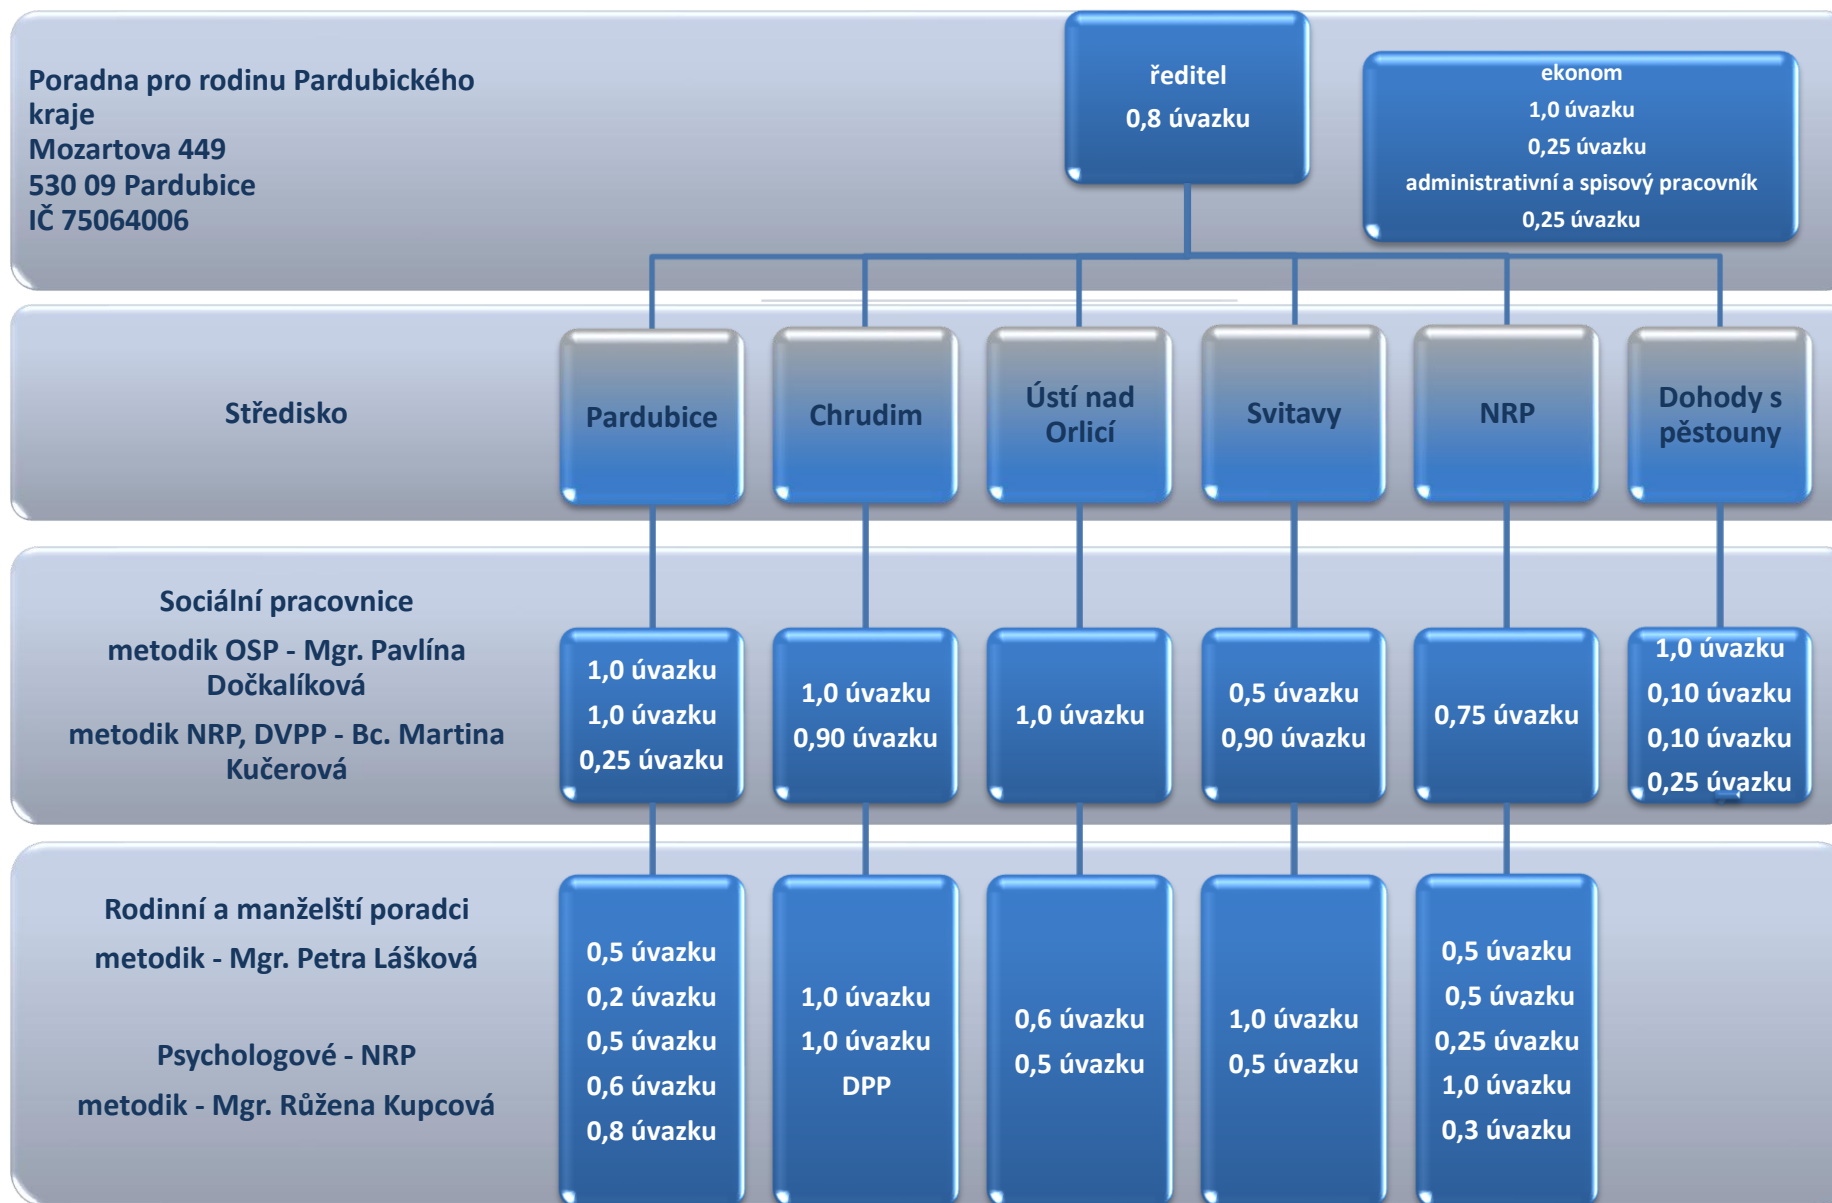 Poradna pro rodinu Pardubického
kraje
Mozartova 449
530 09 Pardubice
IČ 75064006
ředitel
0,8 úvazku
ekonom
1,0 úvazku
0,25 úvazku
administrativní a spisový pracovník
0,25 úvazku
Středisko
Pardubice
Chrudim
Ústí nad
Orlicí
Svitavy
NRP
Dohody s
pěstouny
Sociální pracovnice
metodik OSP - Mgr. Pavlína
Dočkalíková
metodik NRP, DVPP - Bc. Martina
Kučerová
1,0 úvazku
1,0 úvazku
0,25 úvazku
1,0 úvazku
0,90 úvazku
1,0 úvazku
0,5 úvazku
0,90 úvazku
0,75 úvazku
1,0 úvazku
0,10 úvazku
0,10 úvazku
0,25 úvazku
Rodinní a manželští poradci
metodik - Mgr. Petra Lášková
Psychologové - NRP
metodik - Mgr. Růžena Kupcová
0,5 úvazku
0,2 úvazku
0,5 úvazku
0,6 úvazku
0,8 úvazku
1,0 úvazku
1,0 úvazku
DPP
0,6 úvazku
0,5 úvazku
1,0 úvazku
0,5 úvazku
0,5 úvazku
0,5 úvazku
0,25 úvazku
1,0 úvazku
0,3 úvazku